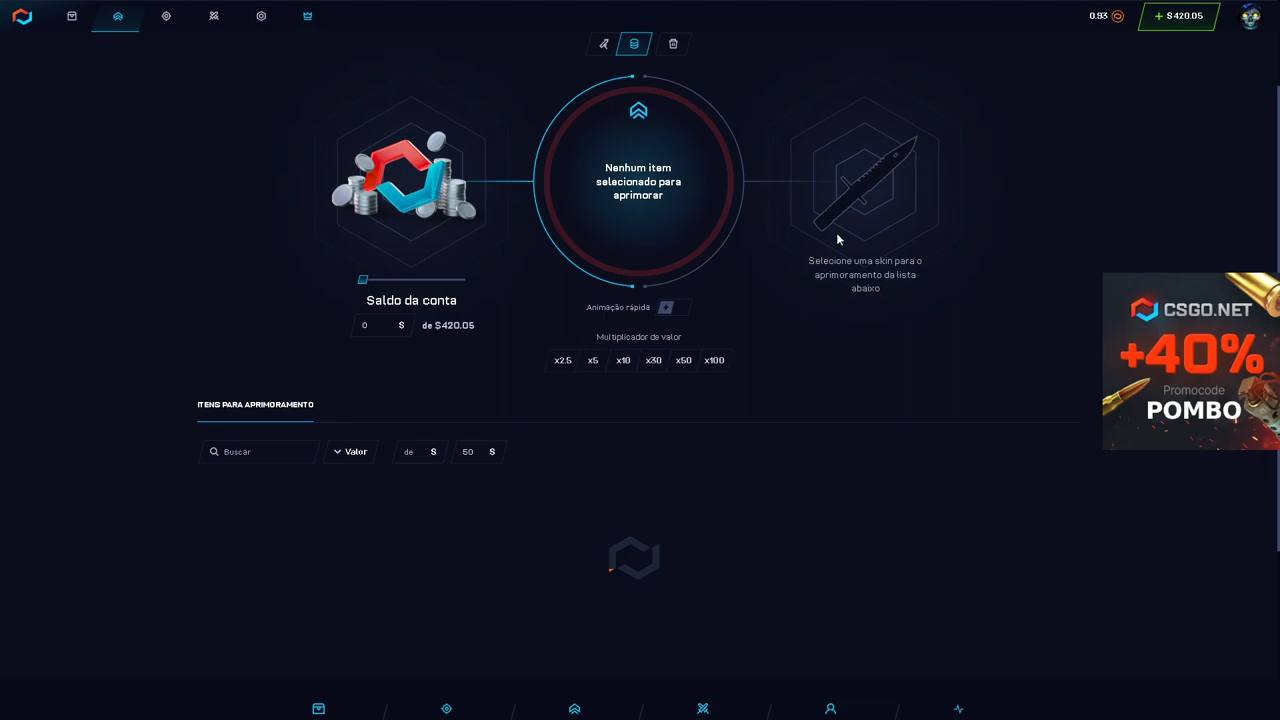 0.93
+ $420.05
Nenhum item
selecionado para
aprimorar
Selecione uma skin para o
aprimoramento da lista
abaixo
Saldo da conta
0 $ de $420.05
Animação rápida
Multiplicador de valor
x2.5 x5 x10 x30 x50 x100
CSGO.NET
+40%
Promocode
POMBO
ITENS PARA APRIMORAMENTO
Buscar Valor de $ 50 $